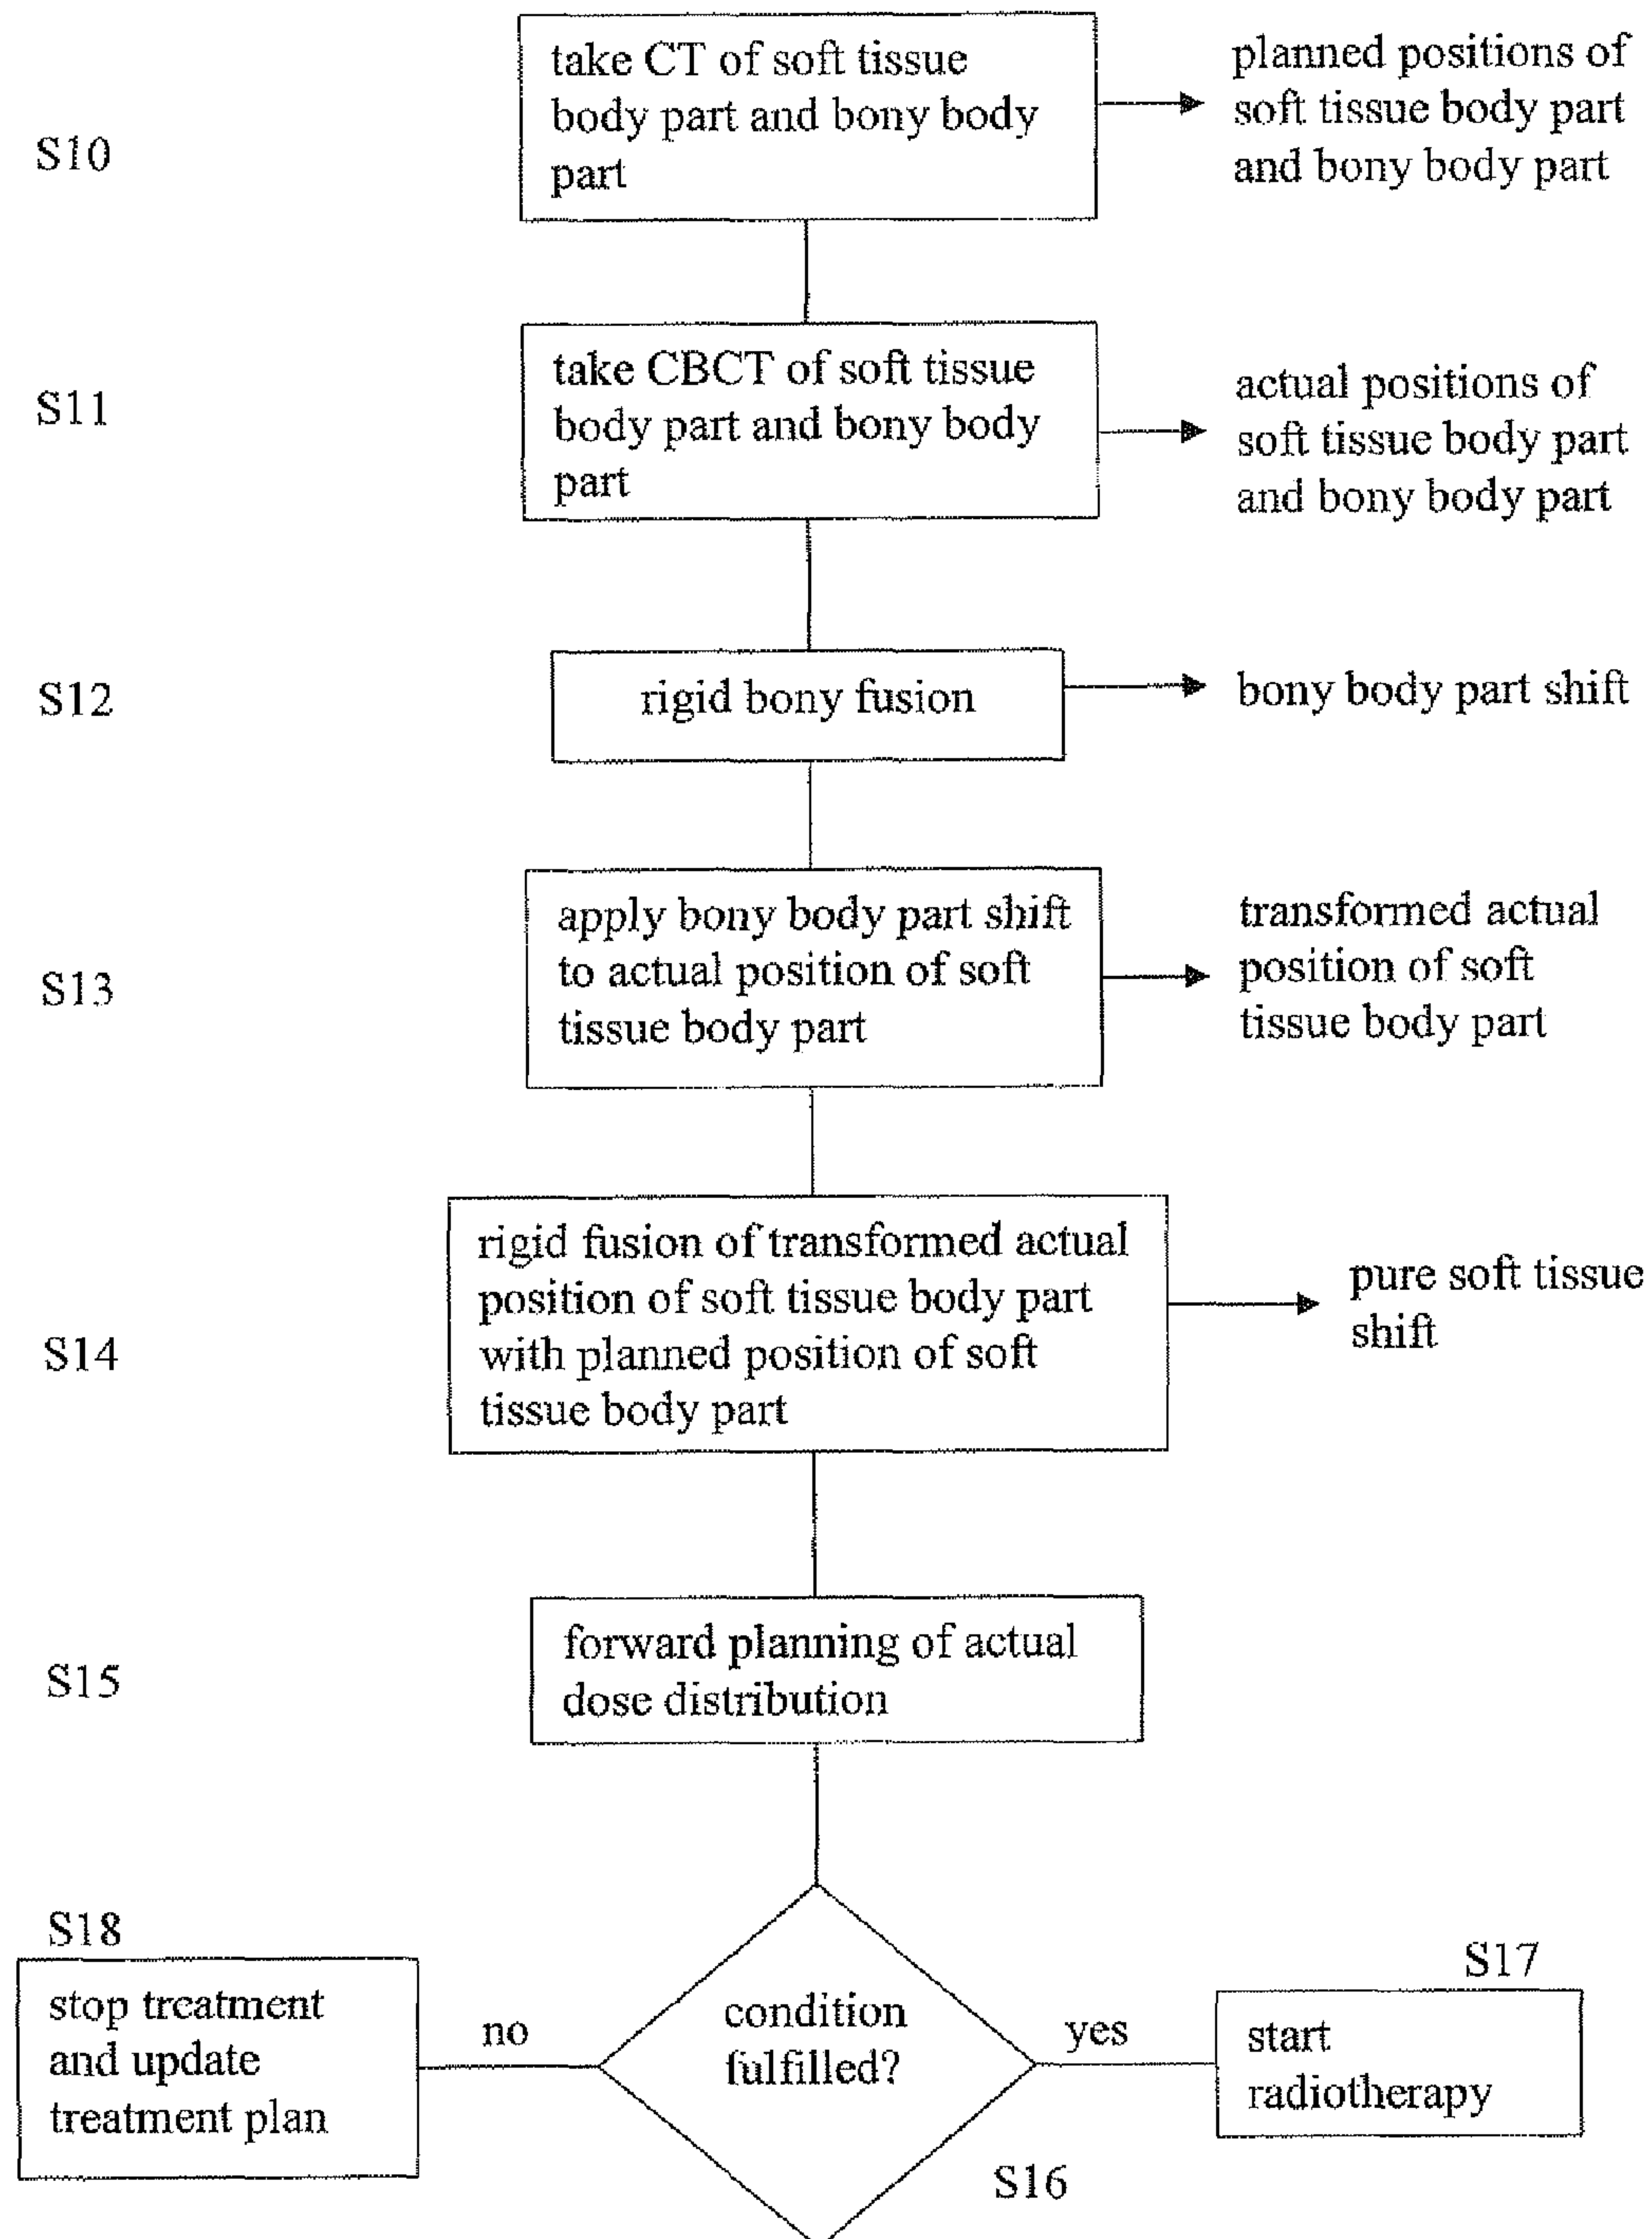 S10
take CT of soft tissue
body part and bony body
part
planned positions of
soft tissue body part
and bony body part
S11
take CBCT of soft tissue
body part and bony body
part
actual positions of
soft tissue body part
and bony body part
S12
rigid bony fusion
bony body part shift
S13
apply bony body part shift
to actual position of soft
tissue body part
transformed actual
position of soft
tissue body part
S14
rigid fusion of transformed actual
position of soft tissue body part
with planned position of soft
tissue body part
pure soft tissue
shift
S15
forward planning of actual
dose distribution
S18
stop treatment
and update
treatment plan
no
condition
fulfilled?
yes
S17
start
radiotherapy
S16